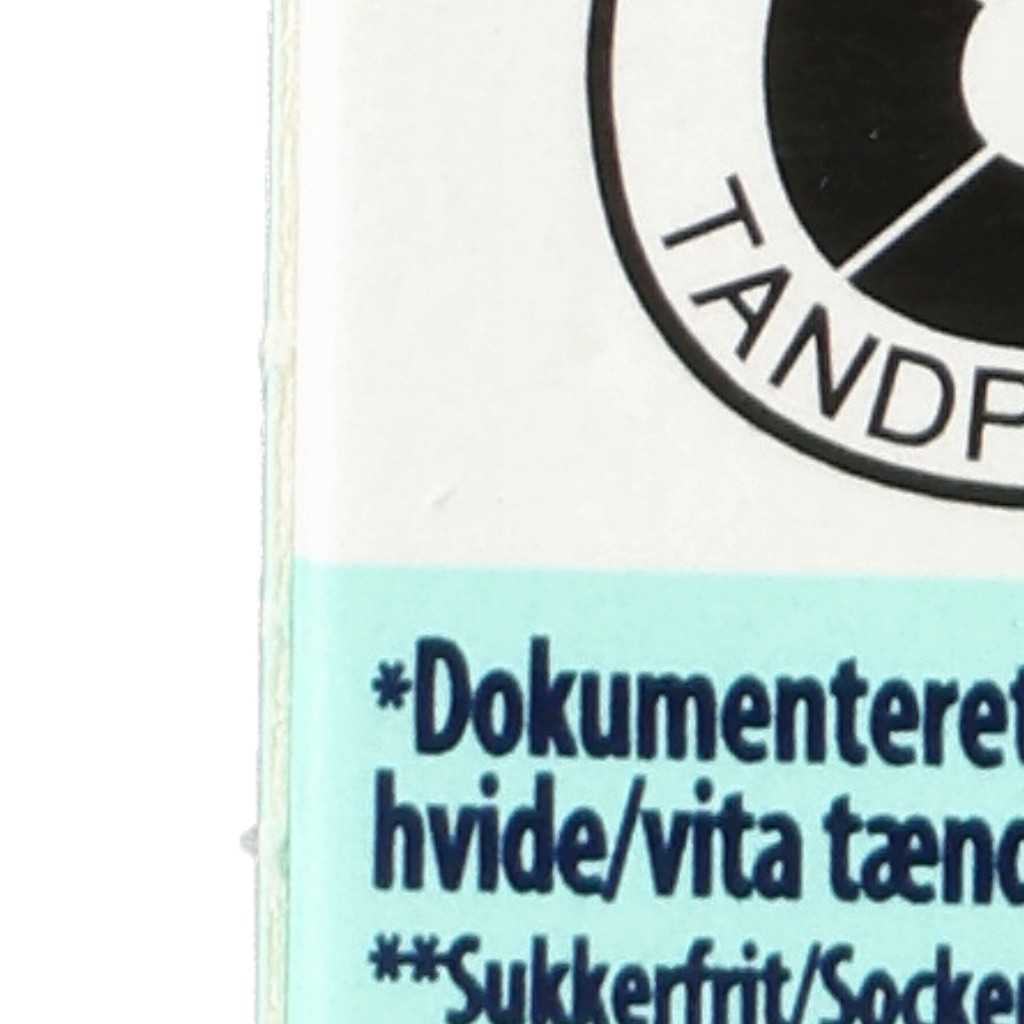 TANDP
*Dokumenteret
hvide/vita tænd
**Sukkerfrit/Socker